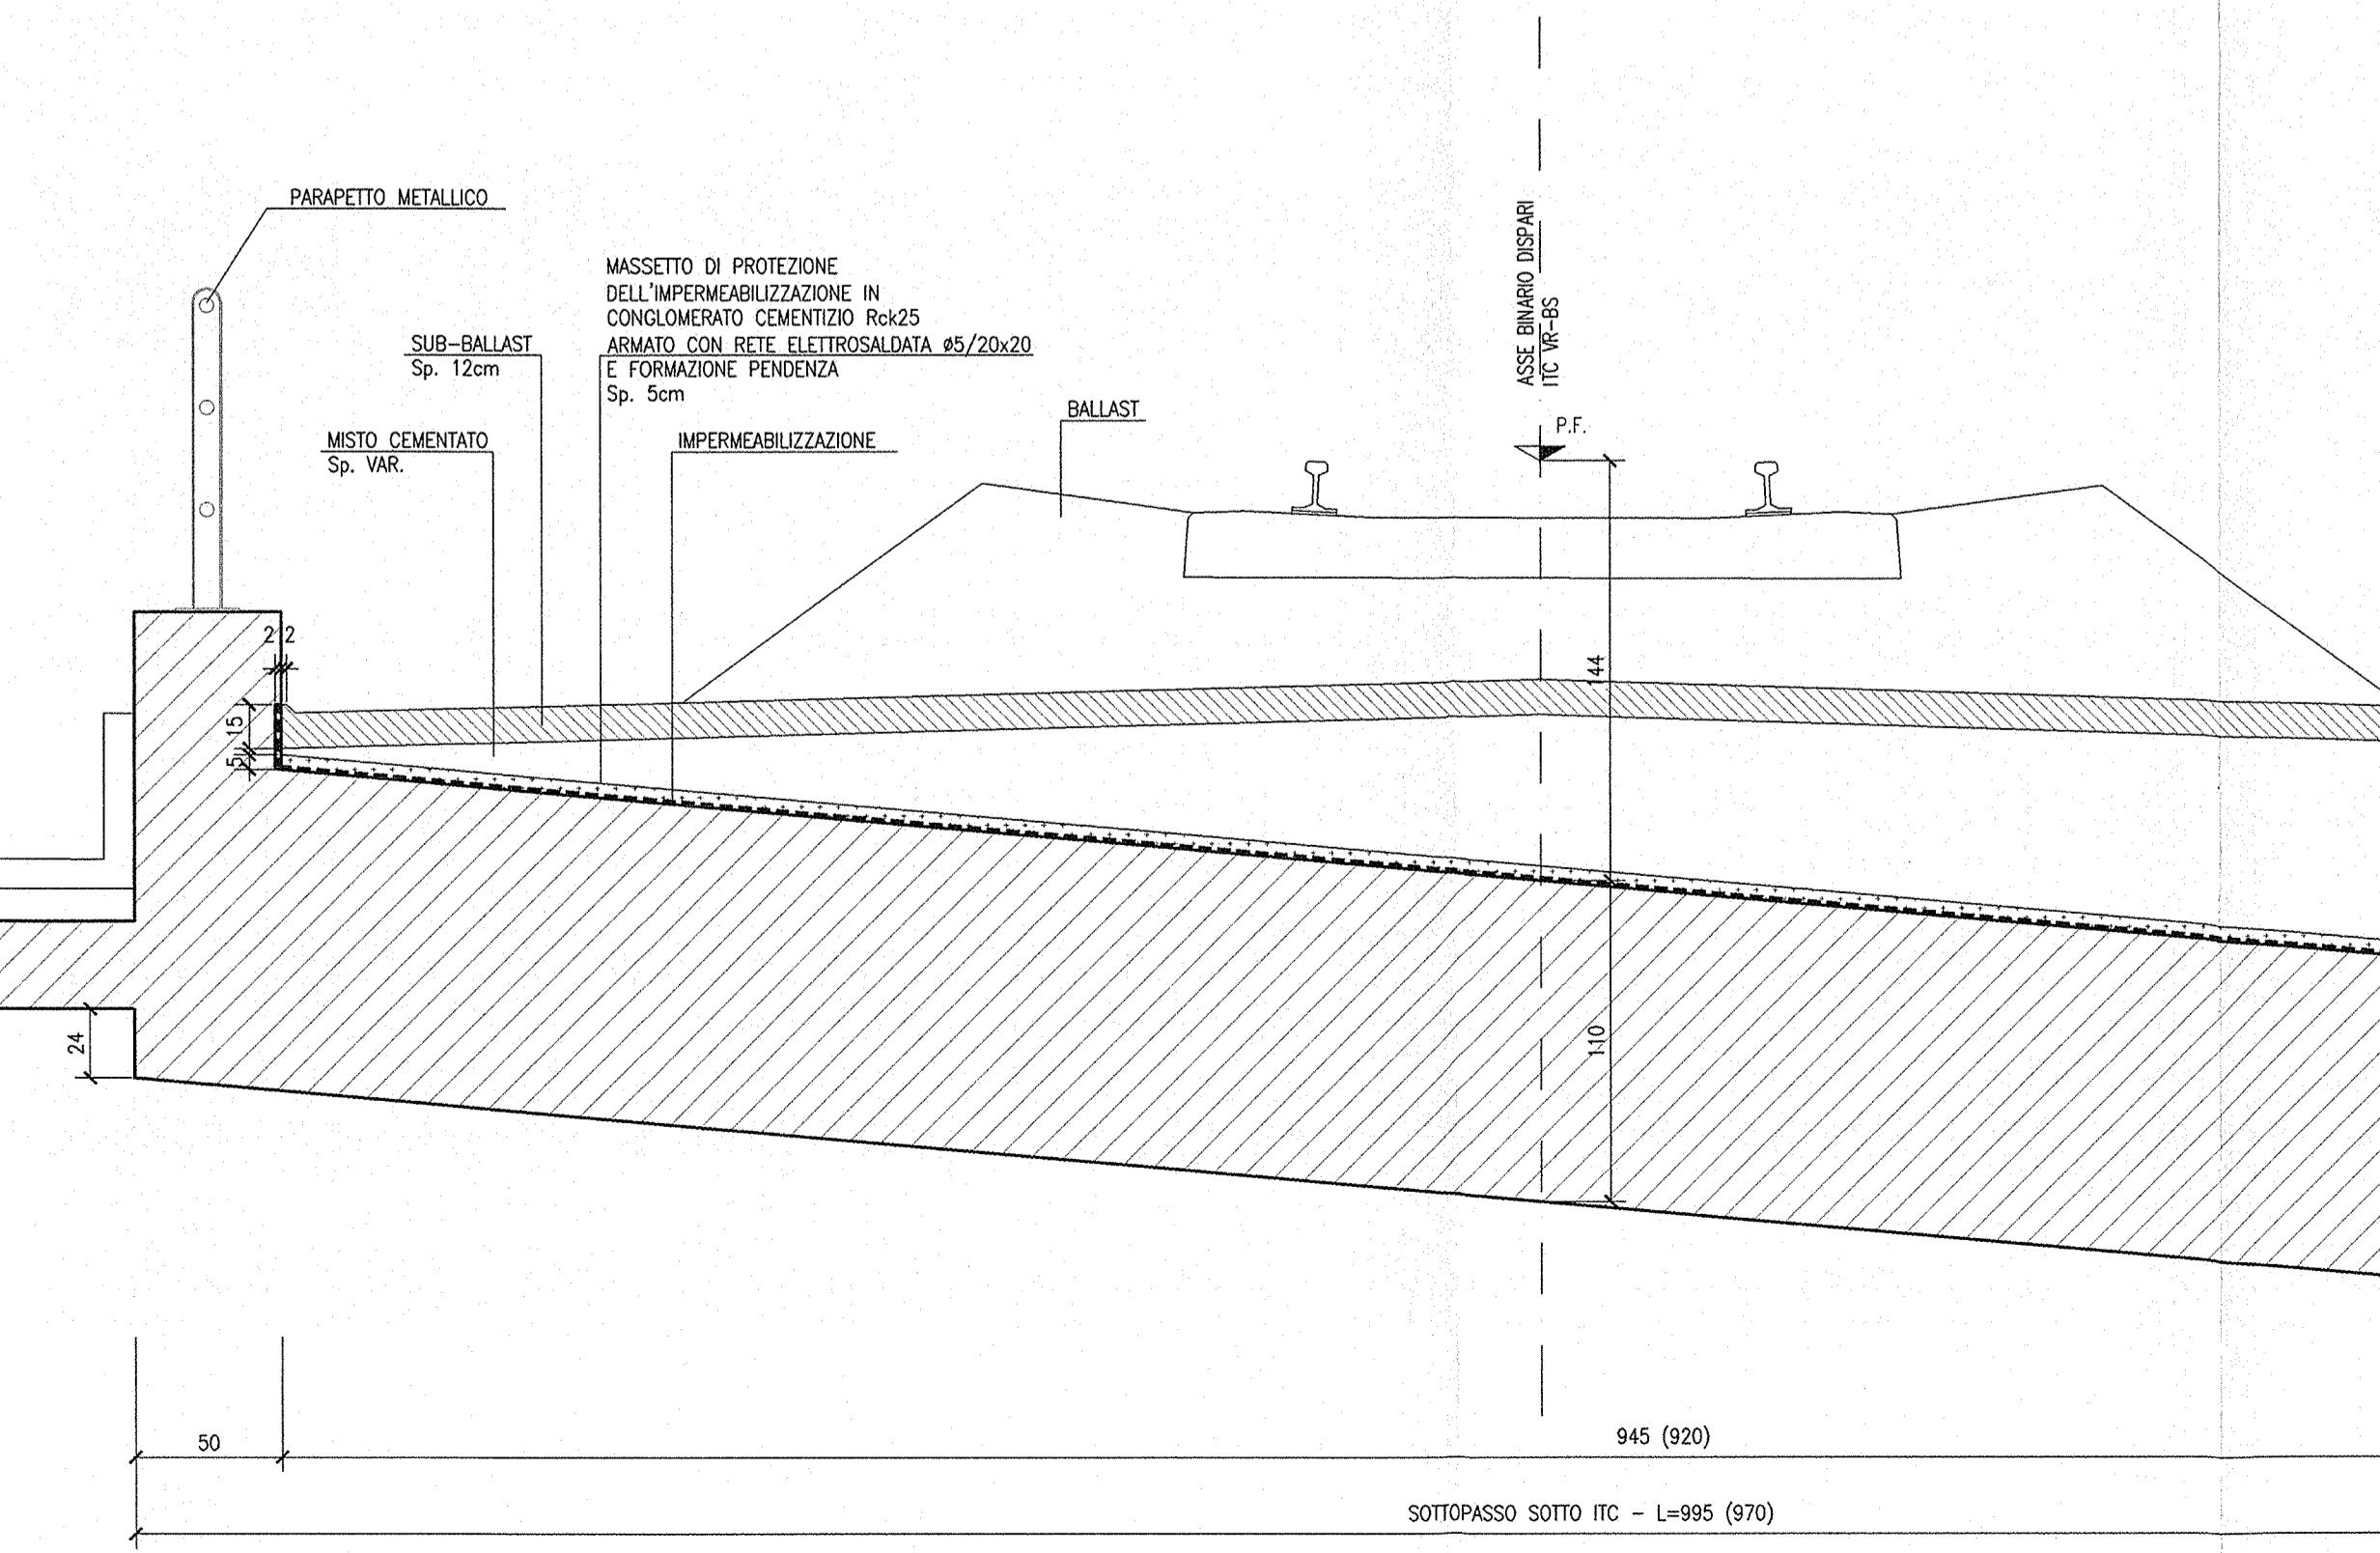 PARAPETTO METALLICO
MASSETTO DI PROTEZIONE
DELL'IMPERMEABILIZZAZIONE IN
CONGLOMERATO CEMENTIZIO Rck25
ARMATO CON RETE ELETTROSALDATA ø5/20x20
E FORMAZIONE PENDENZA
Sp. 5cm
SUB-BALLAST
Sp. 12cm
MISTO CEMENTATO
Sp. VAR.
IMPERMEABILIZZAZIONE
BALLAST
ASSE BINARIO DISPARI
ITC VR-BS
P.F.
2 2
15
5
144
24
110
50
945 (920)
SOTTOPASSO SOTTO ITC - L=995 (970)